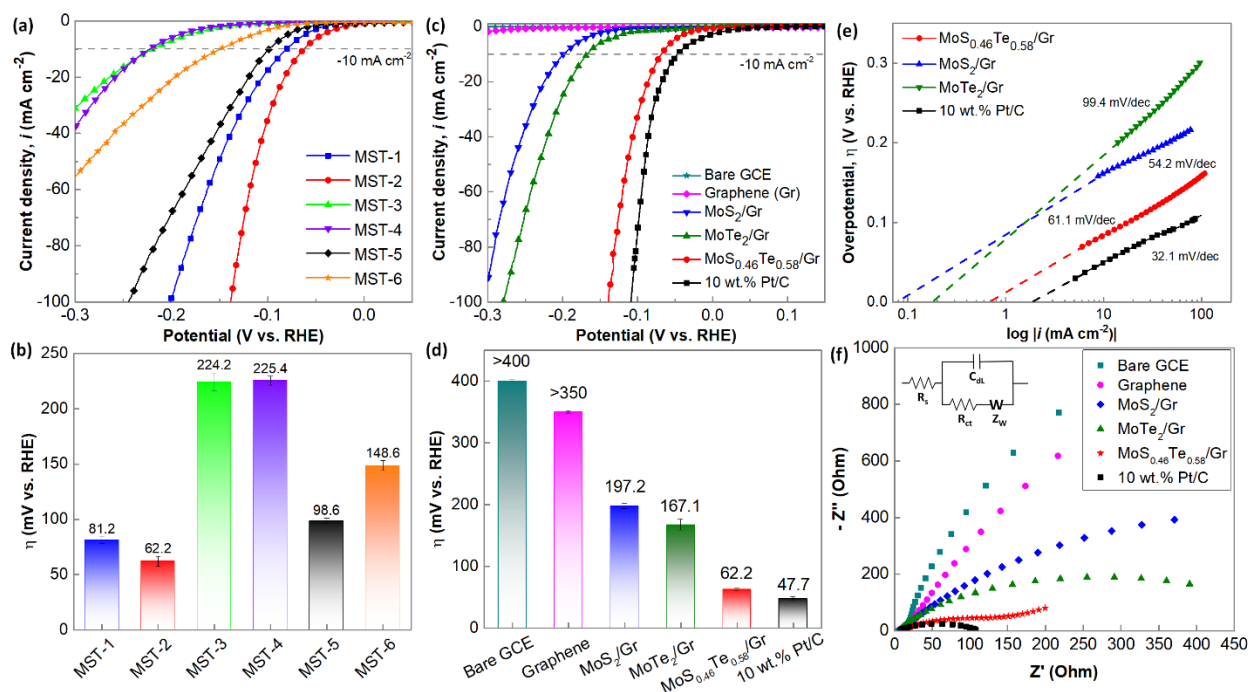 (a)
-10 mA cm-2
MST-1
MST-2
MST-3
MST-4
MST-5
MST-6
Current density, i (mA cm-2)
0
-20
-40
-60
-80
-100
-0.3 -0.2 -0.1 0.0
Potential (V vs. RHE)
(b)
η (mV vs. RHE)
250
200
150
100
50
0
81.2
62.2
224.2
225.4
98.6
148.6
MST-1 MST-2 MST-3 MST-4 MST-5 MST-6
(c)
-10 mA cm-2
Bare GCE
Graphene (Gr)
MoS2/Gr
MoTe2/Gr
MoS0.46Te0.58/Gr
10 wt.% Pt/C
Current density, i (mA cm-2)
0
-20
-40
-60
-80
-100
-0.3 -0.2 -0.1 0.0 0.1
Potential (V vs. RHE)
(d)
η (mV vs. RHE)
400
300
200
100
0
>400
>350
197.2
167.1
62.2
47.7
Bare GCE Graphene MoS2/Gr MoTe2/Gr MoS0.46Te0.58/Gr 10 wt.% Pt/C
(e)
MoS0.46Te0.58/Gr
MoS2/Gr
MoTe2/Gr
10 wt.% Pt/C
99.4 mV/dec
54.2 mV/dec
61.1 mV/dec
32.1 mV/dec
Overpotential, η (V vs. RHE)
0.3
0.2
0.1
0.0
0.1 1 10 100
log |i (mA cm-2)|
(f)
Rs
CdL
Rct
W
ZW
Bare GCE
Graphene
MoS2/Gr
MoTe2/Gr
MoS0.46Te0.58/Gr
10 wt.% Pt/C
- Z'' (Ohm)
-1000
-800
600
400
200
0
0 50 100 150 200 250 300 350 400
Z' (Ohm)